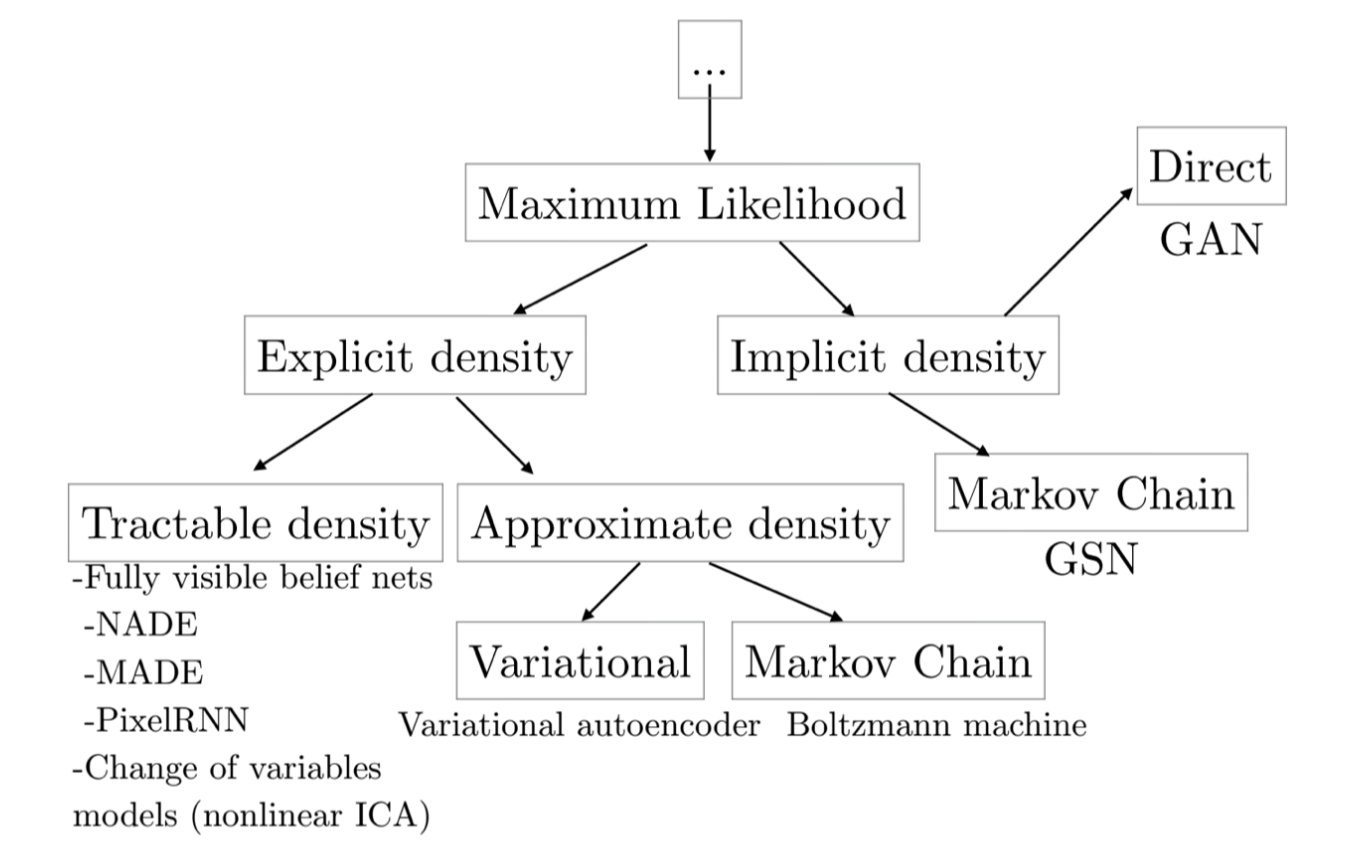 ...
Maximum Likelihood
Direct
GAN
Explicit density
Implicit density
Tractable density
Approximate density
Markov Chain
GSN
-Fully visible belief nets
-NADE
-MADE
-PixelRNN
-Change of variables
models (nonlinear ICA)
Variational
Markov Chain
Variational autoencoder
Boltzmann machine